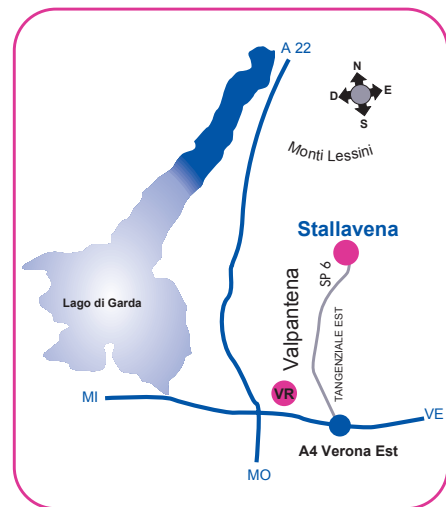 A 22
N
D
E
S
Monti Lessini
Stallavena
SP 6
Lago di Garda
Valpantena
TANGENZIALE EST
VR
MI
VE
A4 Verona Est
MO